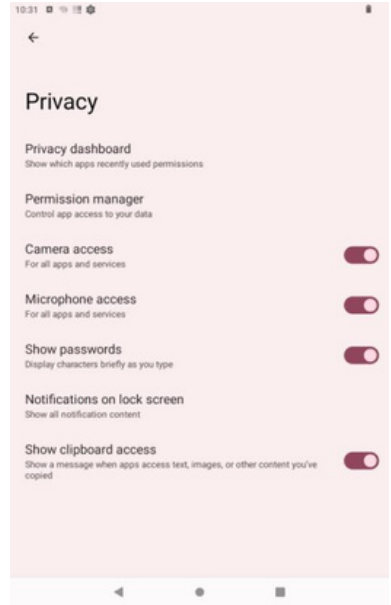 10:31
Privacy
Privacy dashboard
Show which apps recently used permissions
Permission manager
Control app access to your data
Camera access
For all apps and services
Microphone access
For all apps and services
Show passwords
Display characters briefly as you type
Notifications on lock screen
Show all notification content
Show clipboard access
Show a message when apps access text, images, or other content you've
copied